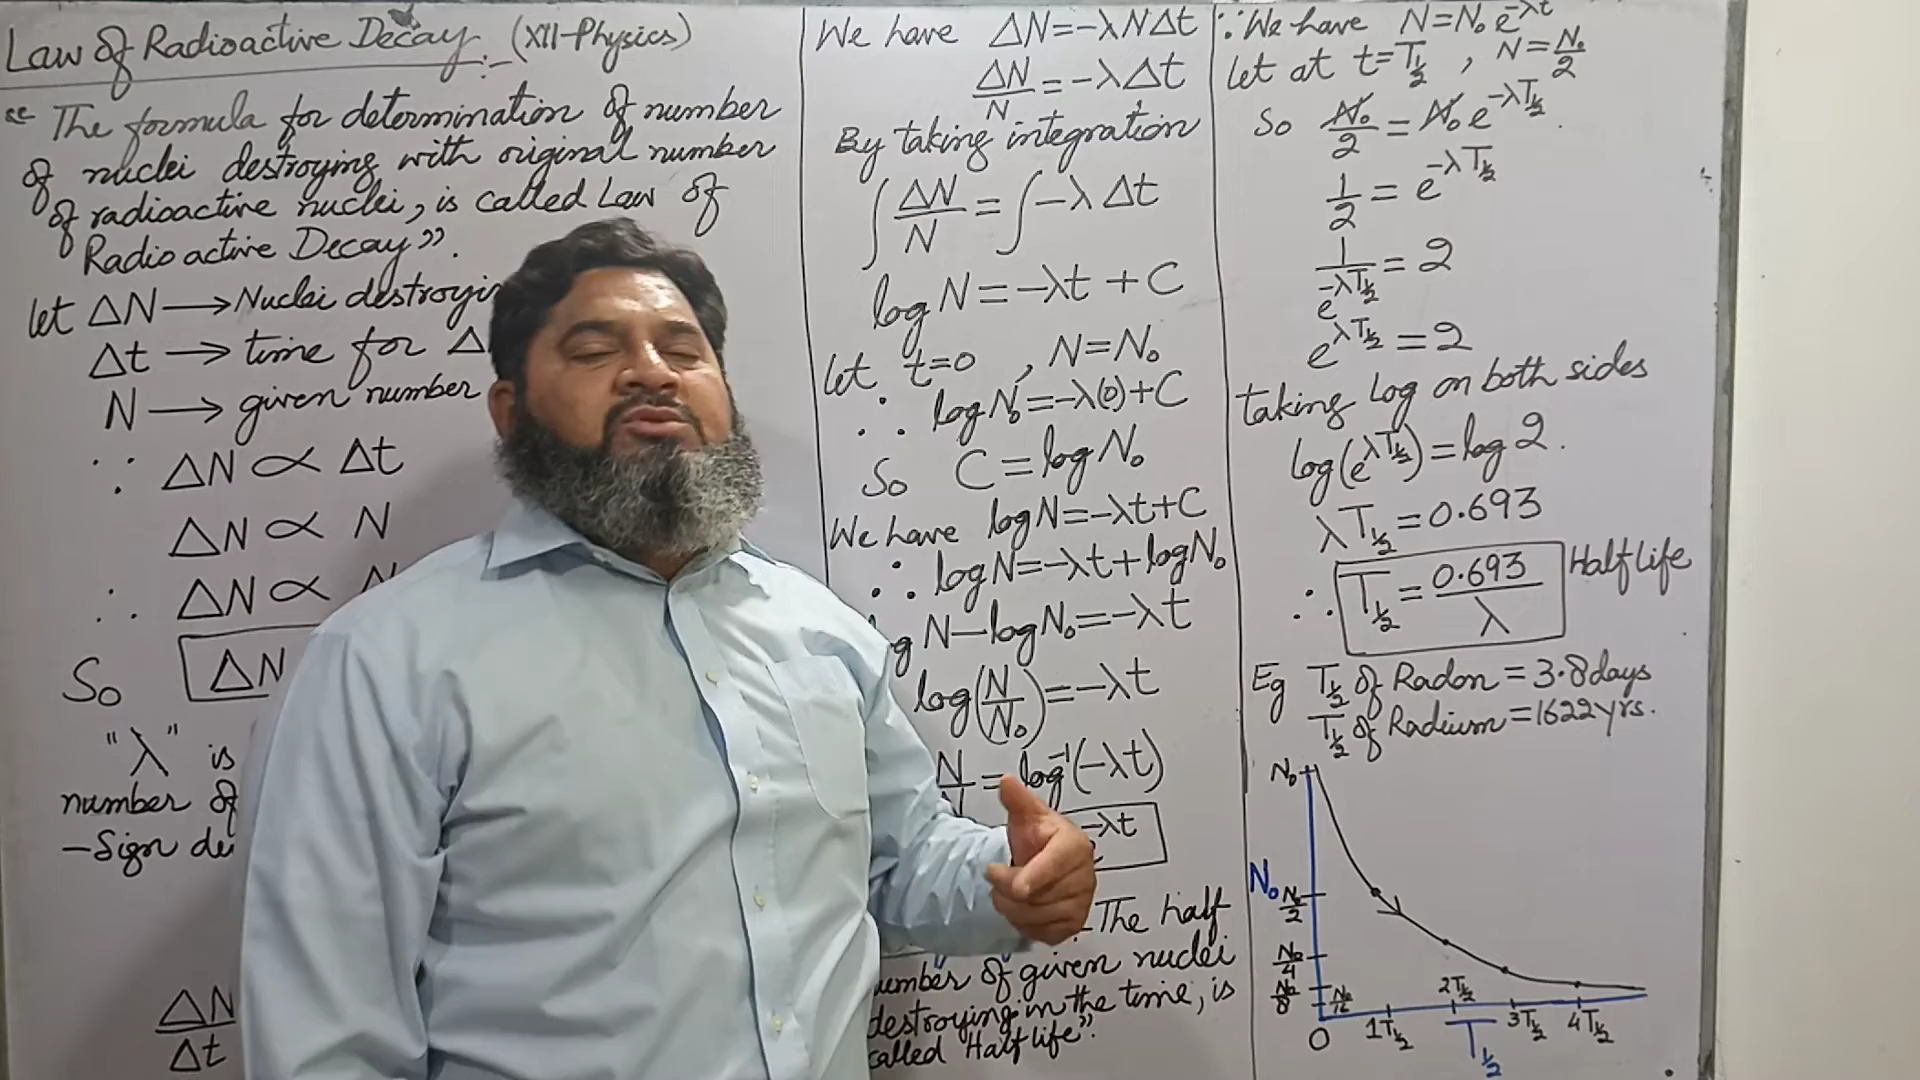 Law of Radioactive Decay:- (XII-Physics)
"The formula for determination of number
of nuclei destroying with original number
of radioactive nuclei, is called Law of
Radioactive Decay".
let ΔN → Nuclei destroying
Δt → time for Δ
N → given number
∵ ΔN ∝ Δt
ΔN ∝ N
∴ ΔN ∝ N
So ΔN
"λ" is
number of
-Sign de
ΔN
Δt
We have ΔN=-λNΔt
ΔN/N = -λΔt
By taking integration
∫ΔN/N = ∫-λΔt
log N = -λt + C
let t=0 , N=N₀
∴ log N₀=-λ(0)+C
So C = log N₀
We have log N=-λt+C
∴ log N=-λt+log N₀
log N-log N₀=-λt
log(N/N₀)=-λt
N/N = log⁻¹(-λt)
-λt
The half
number of given nuclei
destroying in the time, is
called Half life".
∵ We have N=N₀e^-λt
let at t=T½ , N=N₀/2
So N₀/2 = N₀e^-λT½
1/2 = e^-λT½
1/e^-λT½ = 2
e^λT½ = 2
taking Log on both sides
log(e^λT½)=log 2.
λT½ = 0.693
∴ T½ = 0.693/λ Half life
Eg T½ of Radon = 3.8 days
T½ of Radium = 1622 yrs.
N₀
N₀ N₀/2
N₀/4
N₀/8 N₀/16
0 1T½ 2T½ 3T½ 4T½
T½